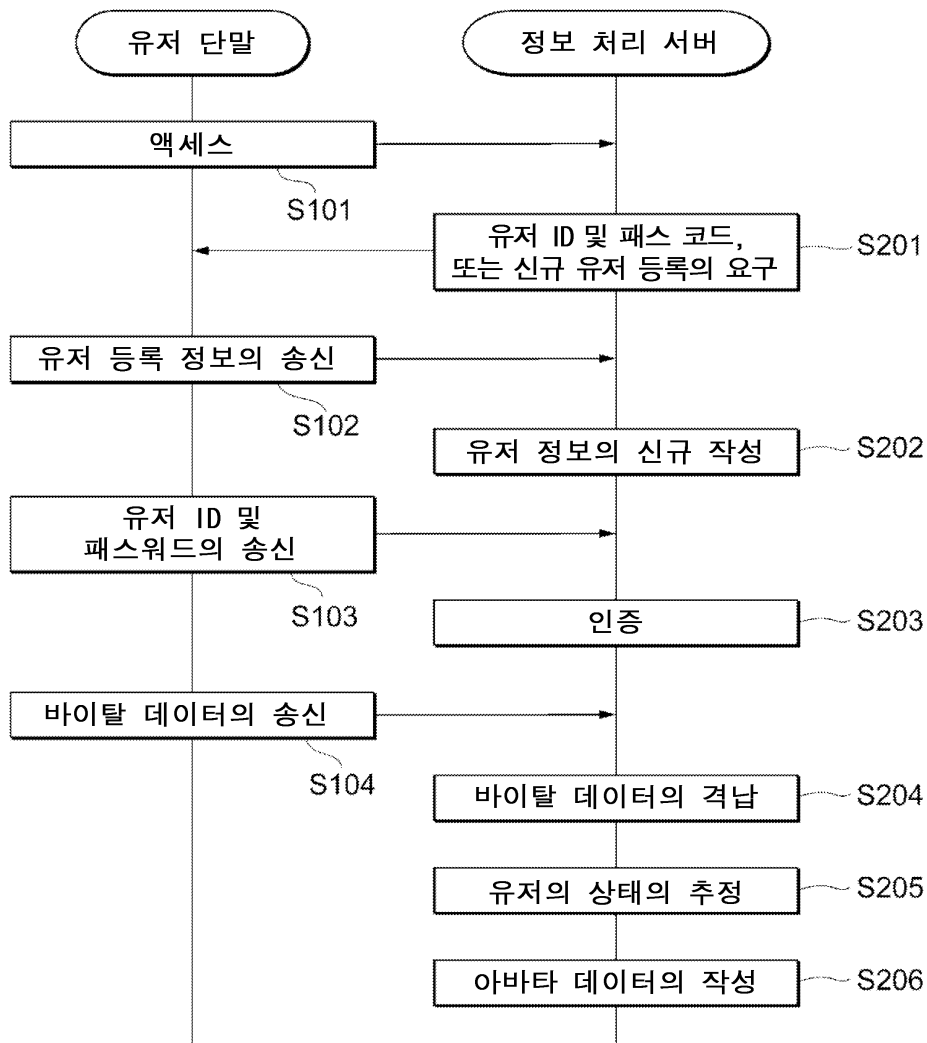 유저 단말
정보 처리 서버
액세스
S101
유저 ID 및 패스 코드,
또는 신규 유저 등록의 요구
S201
유저 등록 정보의 송신
S102
유저 정보의 신규 작성
S202
유저 ID 및
패스워드의 송신
S103
인증
S203
바이탈 데이터의 송신
S104
바이탈 데이터의 격납
S204
유저의 상태의 추정
S205
아바타 데이터의 작성
S206